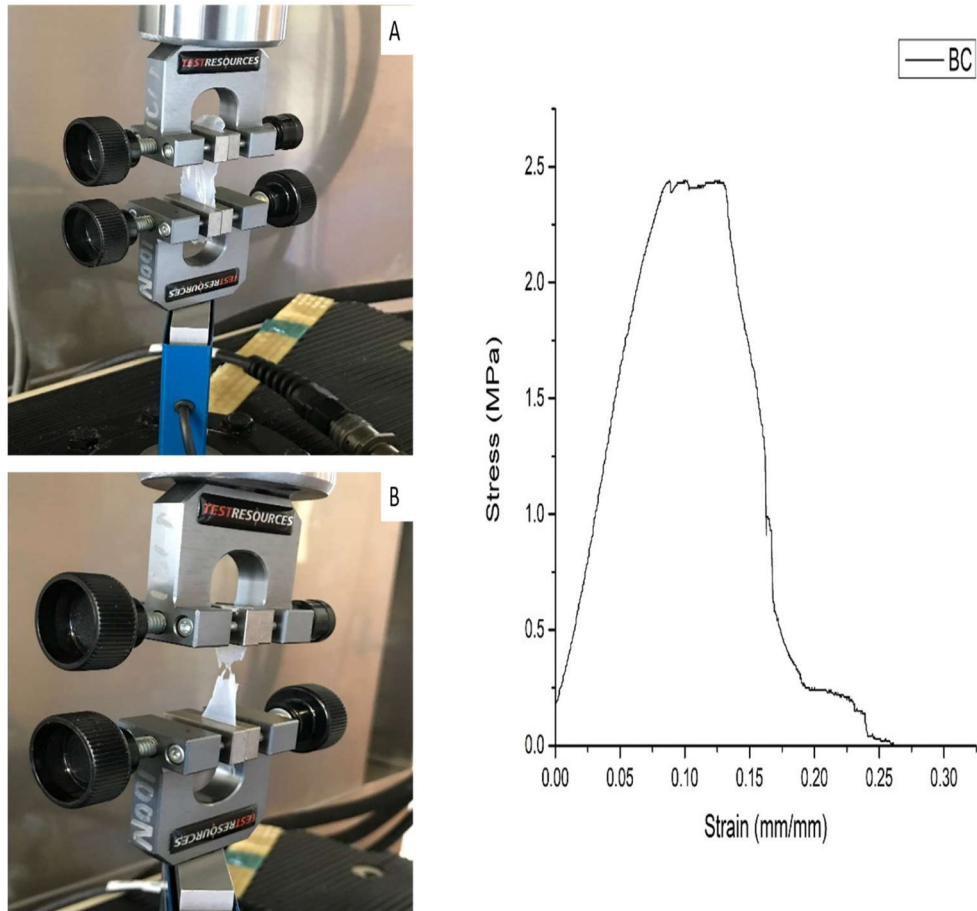 A
TESTRESOURCES
100N
TESTRESOURCES
B
TESTRESOURCES
100N
TESTRESOURCES
BC
Stress (MPa)
2.5
2.0
1.5
1.0
0.5
0.0
0.00 0.05 0.10 0.15 0.20 0.25 0.30
Strain (mm/mm)